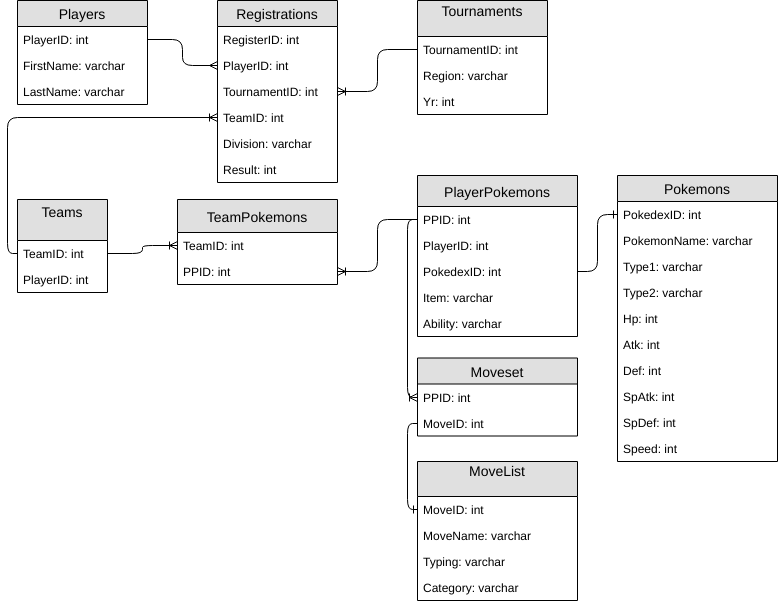 Players
PlayerID: int
FirstName: varchar
LastName: varchar
Registrations
RegisterID: int
PlayerID: int
TournamentID: int
TeamID: int
Division: varchar
Result: int
Tournaments
TournamentID: int
Region: varchar
Yr: int
Teams
TeamID: int
PlayerID: int
TeamPokemons
TeamID: int
PPID: int
PlayerPokemons
PPID: int
PlayerID: int
PokedexID: int
Item: varchar
Ability: varchar
Pokemons
PokedexID: int
PokemonName: varchar
Type1: varchar
Type2: varchar
Hp: int
Atk: int
Def: int
SpAtk: int
SpDef: int
Speed: int
Moveset
PPID: int
MoveID: int
MoveList
MoveID: int
MoveName: varchar
Typing: varchar
Category: varchar